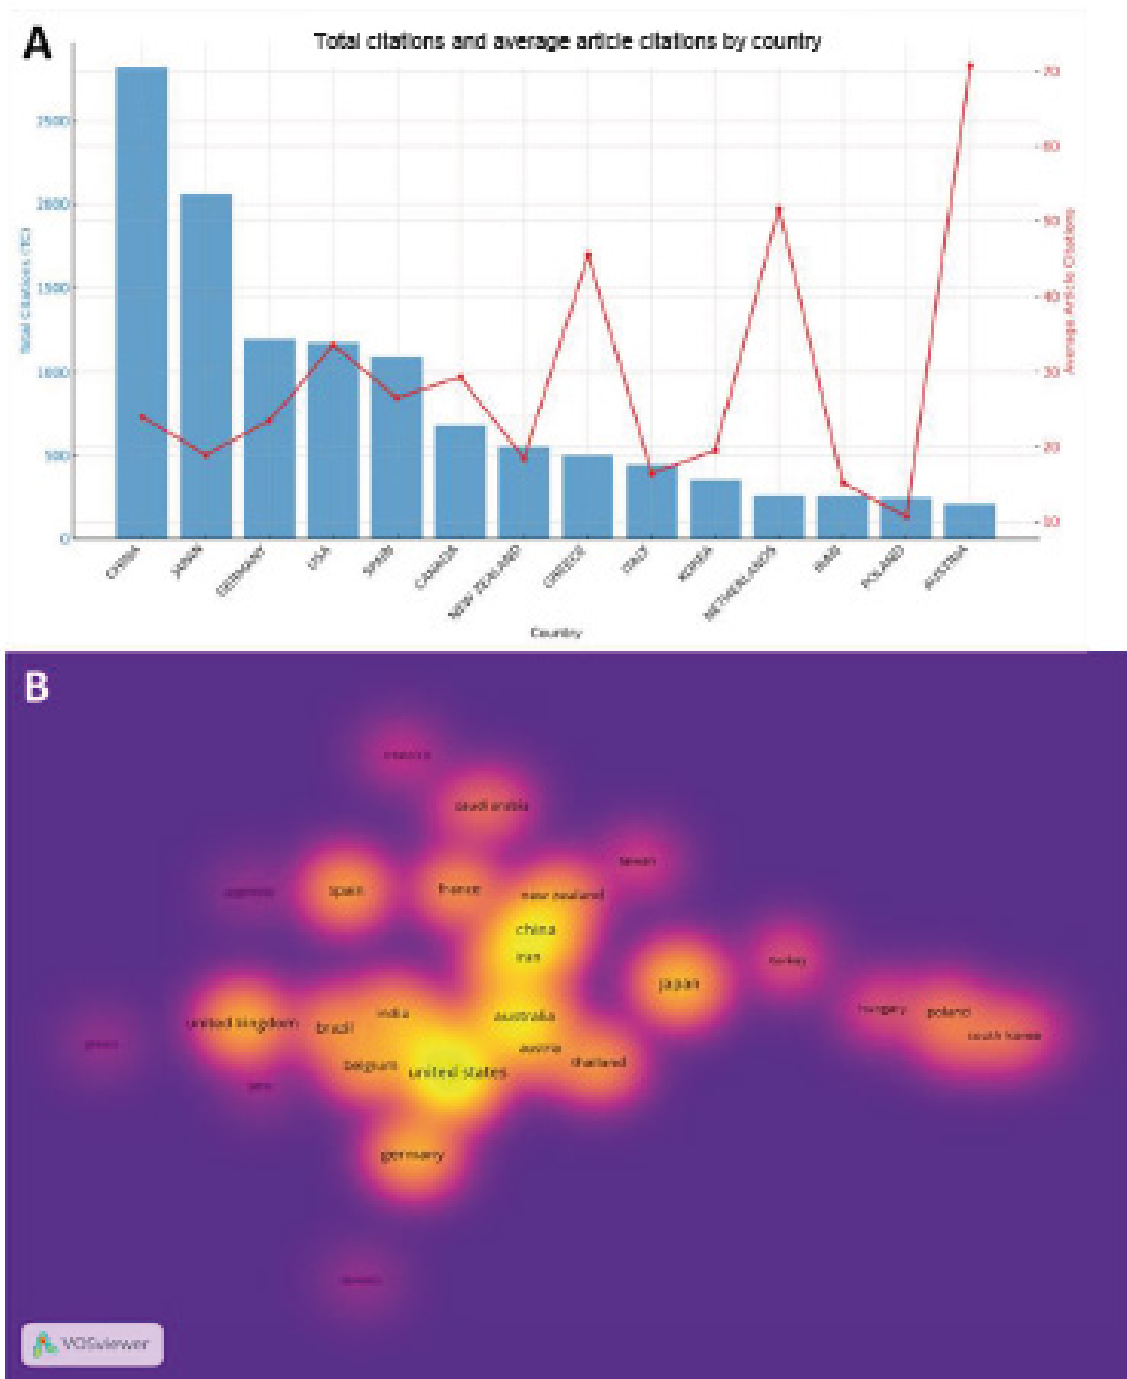 A
Total citations and average article citations by country
2500
2000
1500
1000
500
0
Total Citations (TC)
70
60
50
40
30
20
10
Average Article Citations
CHINA
JAPAN
GERMANY
USA
SPAIN
CANADA
NEW ZEALAND
GREECE
ITALY
KOREA
NETHERLANDS
IRAN
POLAND
AUSTRIA
Country
B
saudi arabia
taiwan
spain
france
new zealand
china
iran
turkey
japan
united kingdom
brazil
india
australia
hungary
poland
south korea
austria
thailand
belgium
united states
germany
VOSviewer